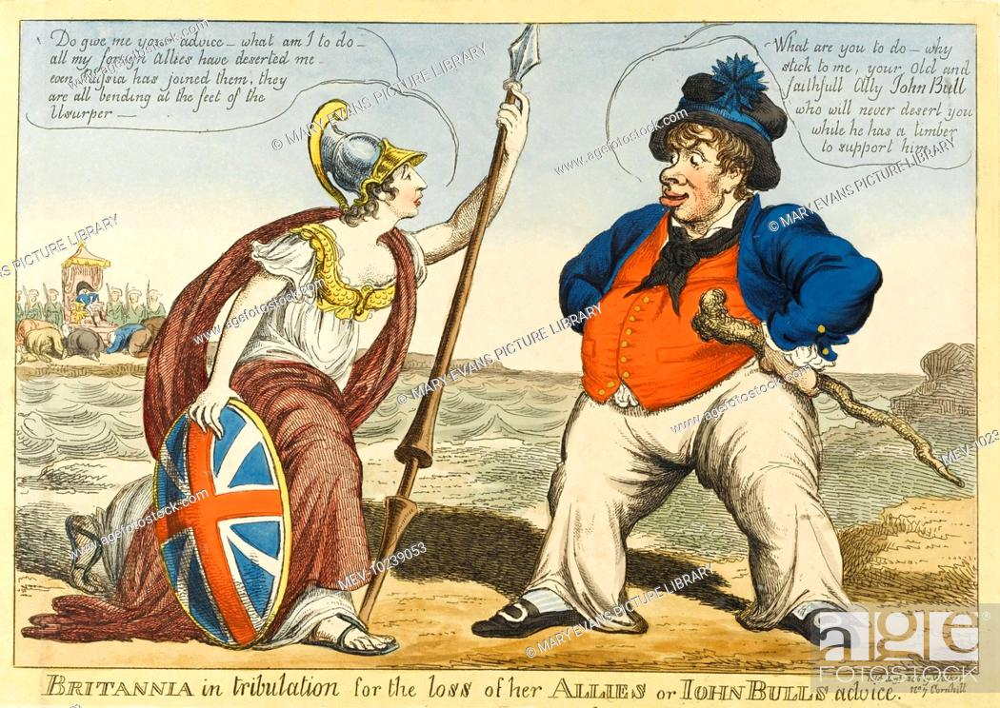 Do give me your advice – what am I to do –
all my foreign Allies have deserted me –
even Russia has joined them, they
are all bending at the feet of the
Usurper —
What are you to do – why
stick to me, your old and
faithfull Ally John Bull
who will never desert you
while he has a timber
to support him
BRITANNIA in tribulation for the loss of her ALLIES or IOHN BULLS advice.
No 7 Cornhill
© MARY EVANS PICTURE LIBRARY
www.agefotostock.com
MEV-10239053
age
FOTOSTOCK